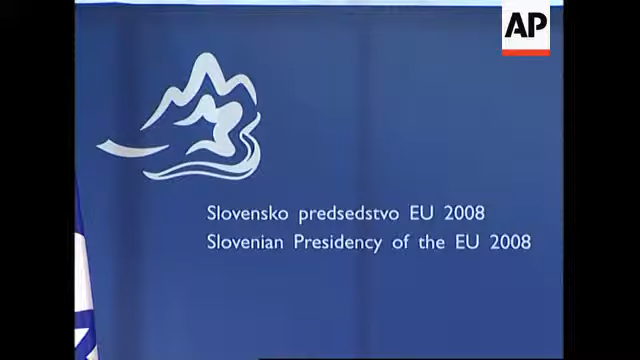 AP
Slovensko predsedstvo EU 2008
Slovenian Presidency of the EU 2008